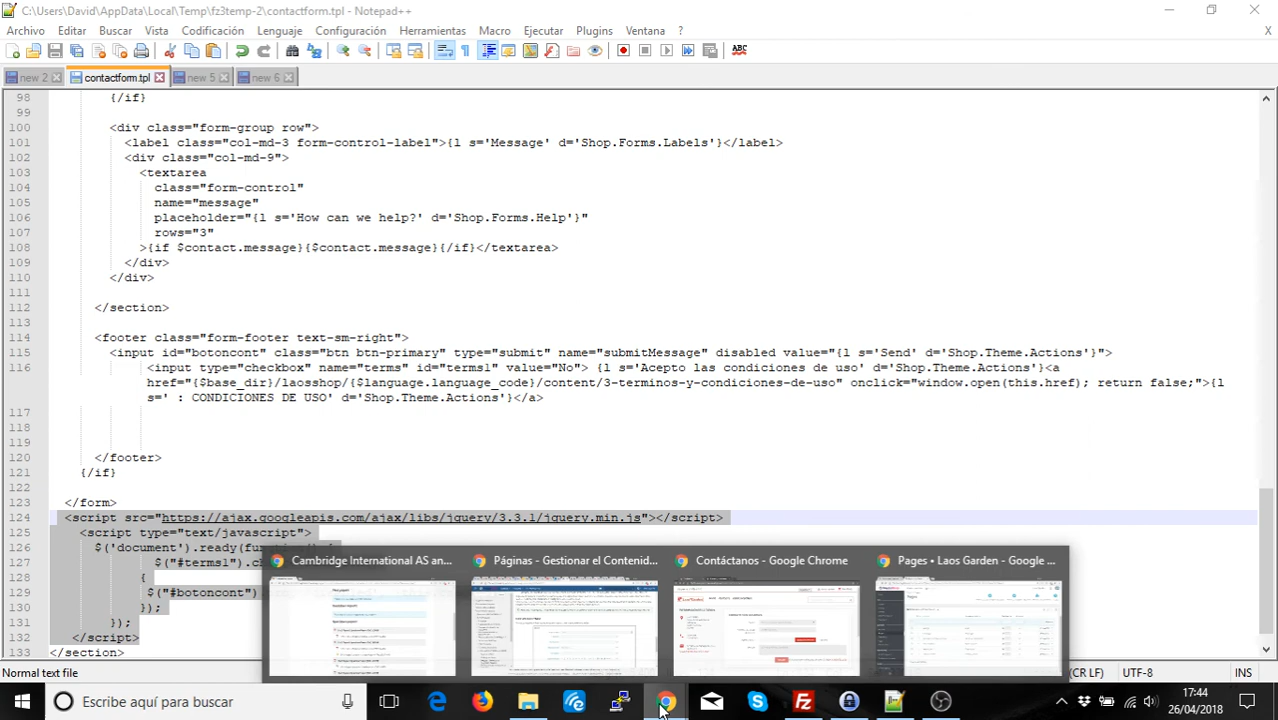 C:\Users\David\AppData\Local\Temp\fz3temp-2\contactform.tpl - Notepad++
Archivo Editar Buscar Vista Codificación Lenguaje Configuración Herramientas Macro Ejecutar Plugins Ventana ? X
new 2 contactform.tpl new 5 new 6
98 {/if}
99
100 <div class="form-group row">
101 <label class="col-md-3 form-control-label">{l s='Message' d='Shop.Forms.Labels'}</label>
102 <div class="col-md-9">
103 <textarea
104 class="form-control"
105 name="message"
106 placeholder="{l s='How can we help?' d='Shop.Forms.Help'}"
107 rows="3"
108 >{if $contact.message}{$contact.message}{/if}</textarea>
109 </div>
110 </div>
111
112 </section>
113
114 <footer class="form-footer text-sm-right">
115 <input id="botoncont" class="btn btn-primary" type="submit" name="submitMessage" disabled value="{l s='Send' d='Shop.Theme.Actions'}">
116 <input type="checkbox" name="terms" id="terms1" value="No"> {l s='Acepto las condiciones de uso' d='Shop.Theme.Actions'}<a
href="{$base_dir}/laosshop/{$language.language_code}/content/3-terminos-y-condiciones-de-uso" onclick="window.open(this.href); return false;">{l
s=' : CONDICIONES DE USO' d='Shop.Theme.Actions'}</a>
117
118
119
120 </footer>
121 {/if}
122
123 </form>
124 <script src="https://ajax.googleapis.com/ajax/libs/jquery/3.3.1/jquery.min.js"></script>
125 <script type="text/javascript">
126 $('document').ready(
$("#terms1").
{
130 });
});
132 </script>
133 </section>
Cambridge International AS an... Páginas - Gestionar el Contenid... Contáctanos - Google Chrome Pages • Laos Garden - Google ...
Normal text file UTF-8 INS
Escribe aquí para buscar
17:44
26/04/2018